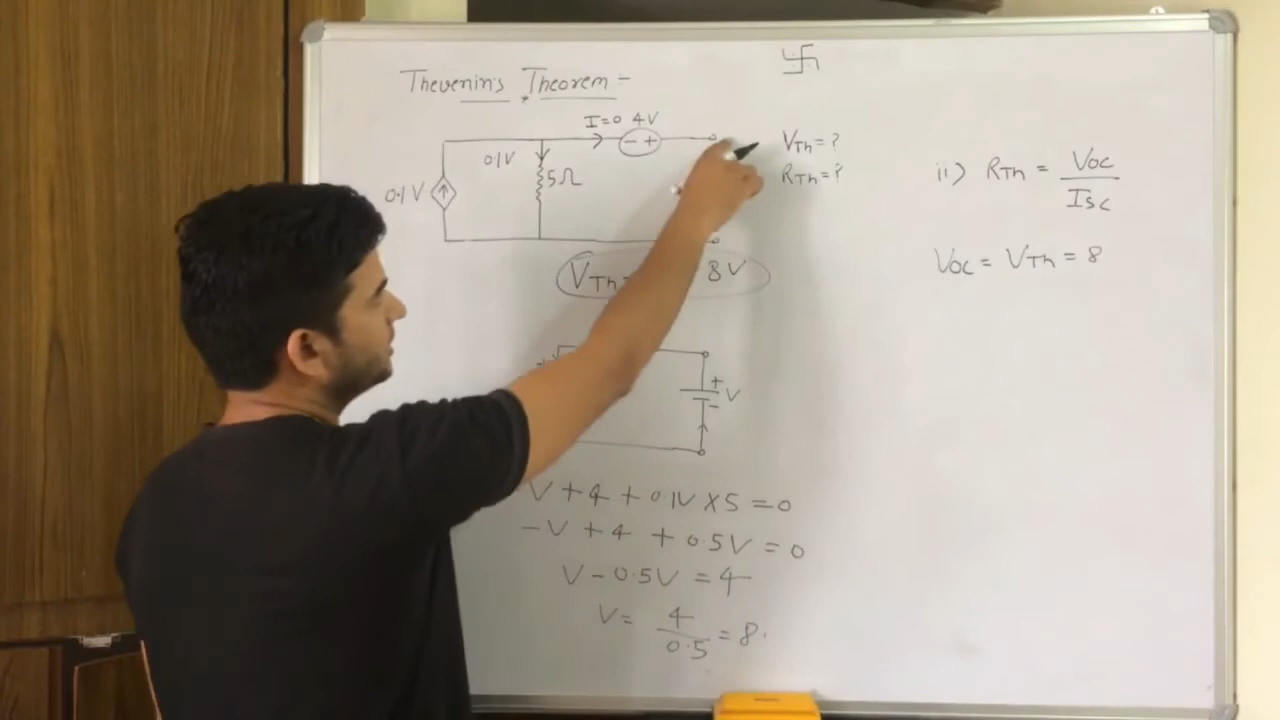 Thevenin's Theorem -
I=0 4V
- +
0.1V
5Ω
0.1V
VTh = 8V
+
+ V
-
V + 4 + 0.1V X 5 = 0
-V + 4 + 0.5V = 0
V - 0.5V = 4
V = 4/0.5 = 8.
VTh = ?
RTh = ?
ii) RTh = Voc/Isc
Voc = VTh = 8